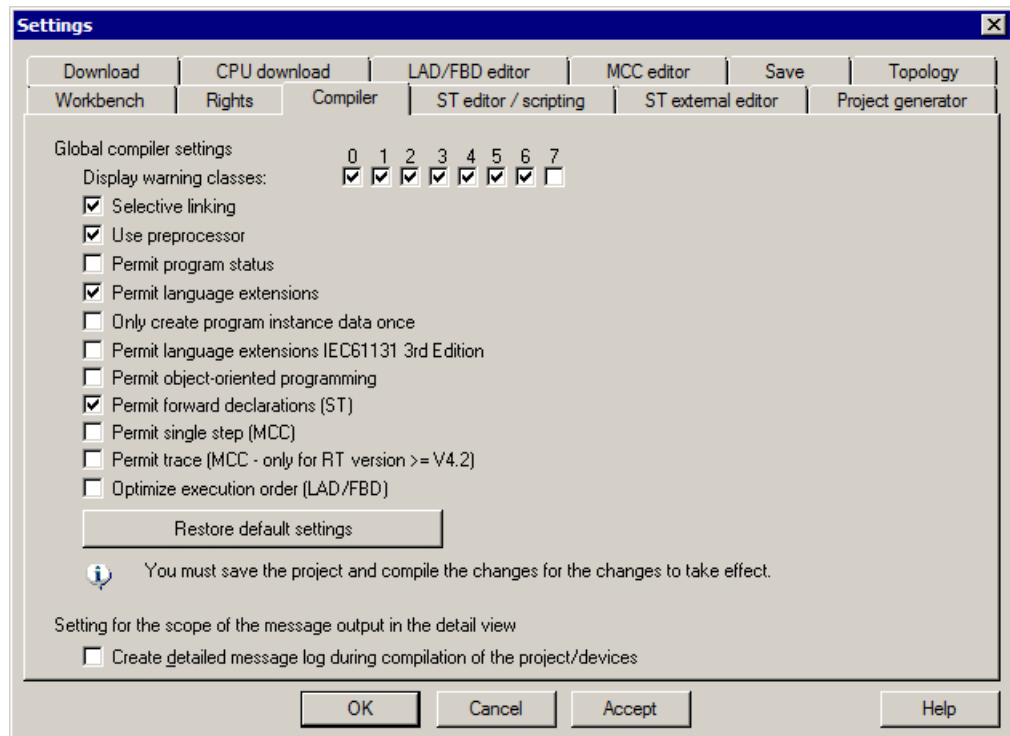 Settings
Download CPU download LAD/FBD editor MCC editor Save Topology
Workbench Rights Compiler ST editor / scripting ST external editor Project generator
Global compiler settings
0 1 2 3 4 5 6 7
Display warning classes:
Selective linking
Use preprocessor
Permit program status
Permit language extensions
Only create program instance data once
Permit language extensions IEC61131 3rd Edition
Permit object-oriented programming
Permit forward declarations (ST)
Permit single step (MCC)
Permit trace (MCC - only for RT version >= V4.2)
Optimize execution order (LAD/FBD)
Restore default settings
You must save the project and compile the changes for the changes to take effect.
Setting for the scope of the message output in the detail view
Create detailed message log during compilation of the project/devices
OK Cancel Accept Help